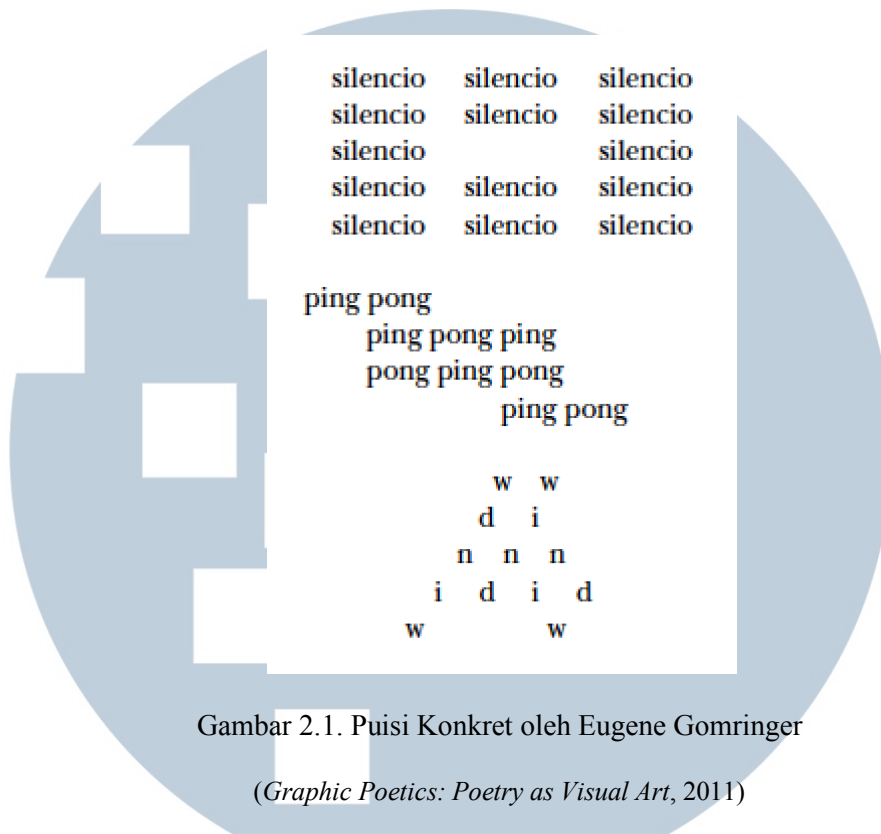 silencio silencio silencio
silencio silencio silencio
silencio silencio
silencio silencio silencio
silencio silencio silencio
ping pong
ping pong ping
pong ping pong
ping pong
w w
d i
n n n
i d i d
w w
Gambar 2.1. Puisi Konkret oleh Eugene Gomringer
(Graphic Poetics: Poetry as Visual Art, 2011)